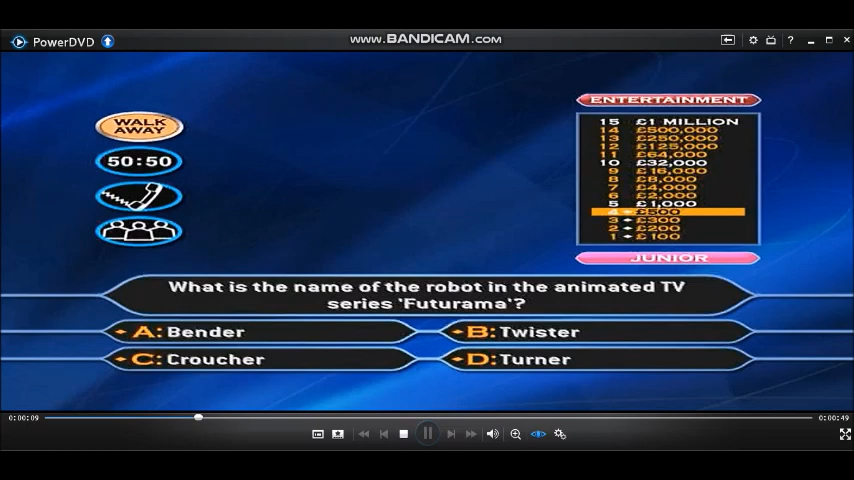 PowerDVD
www.BANDICAM.com
?
WALK
AWAY
50:50
ENTERTAINMENT
15 £1 MILLION
14 £500,000
13 £250,000
12 £125,000
11 £64,000
10 £32,000
9 £16,000
8 £8,000
7 £4,000
6 £2,000
5 £1,000
4 £500
3 £300
2 £200
1 £100
JUNIOR
What is the name of the robot in the animated TV
series 'Futurama'?
A: Bender
B: Twister
C: Croucher
D: Turner
0:00:09
0:00:49